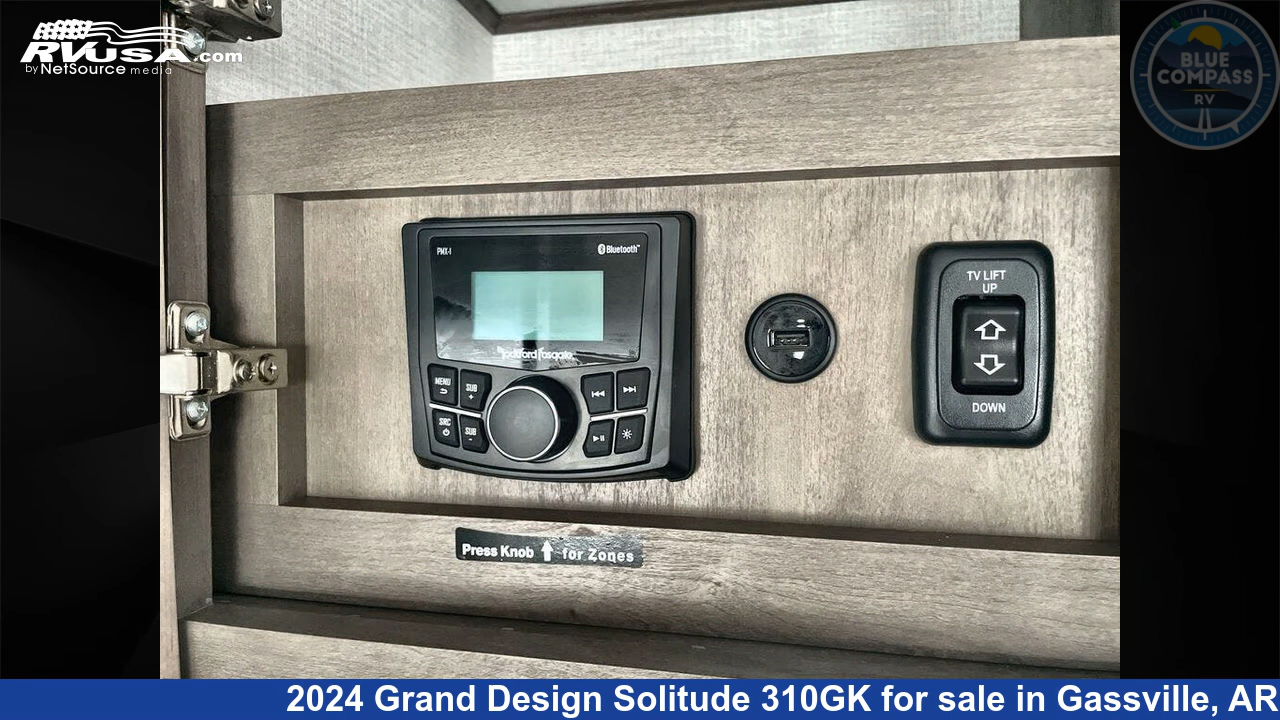 RVUSA.com
by NetSource media
BLUE
COMPASS
RV
PMX-1
Bluetooth™
Rockford Fosgate
MENU
SUB
+
SRC
SUB
-
TV LIFT
UP
DOWN
Press Knob ↑ for Zones
2024 Grand Design Solitude 310GK for sale in Gassville, AR